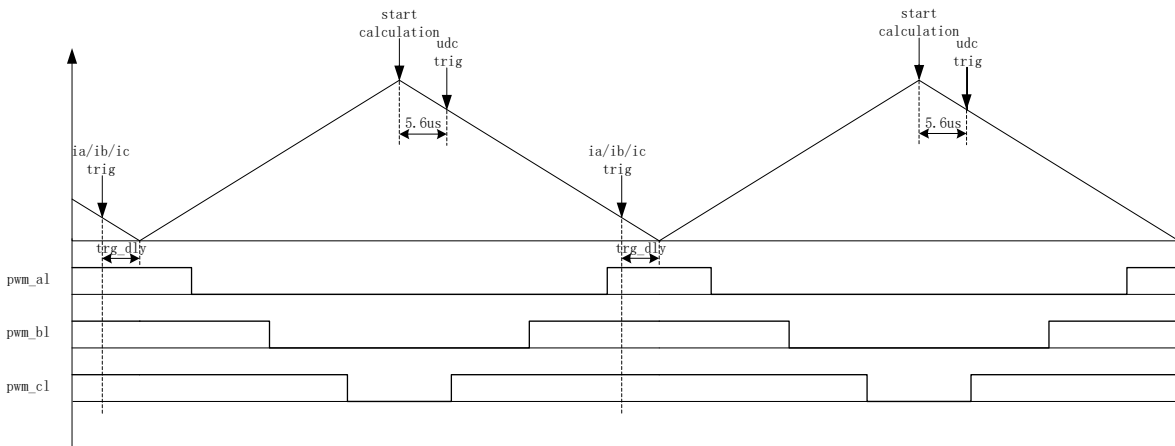 start
calculation
udc
trig
5.6us
ia/ib/ic
trig
trg_dly
ia/ib/ic
trig
trg_dly
start
calculation
udc
trig
5.6us
pwm_al
pwm_bl
pwm_cl